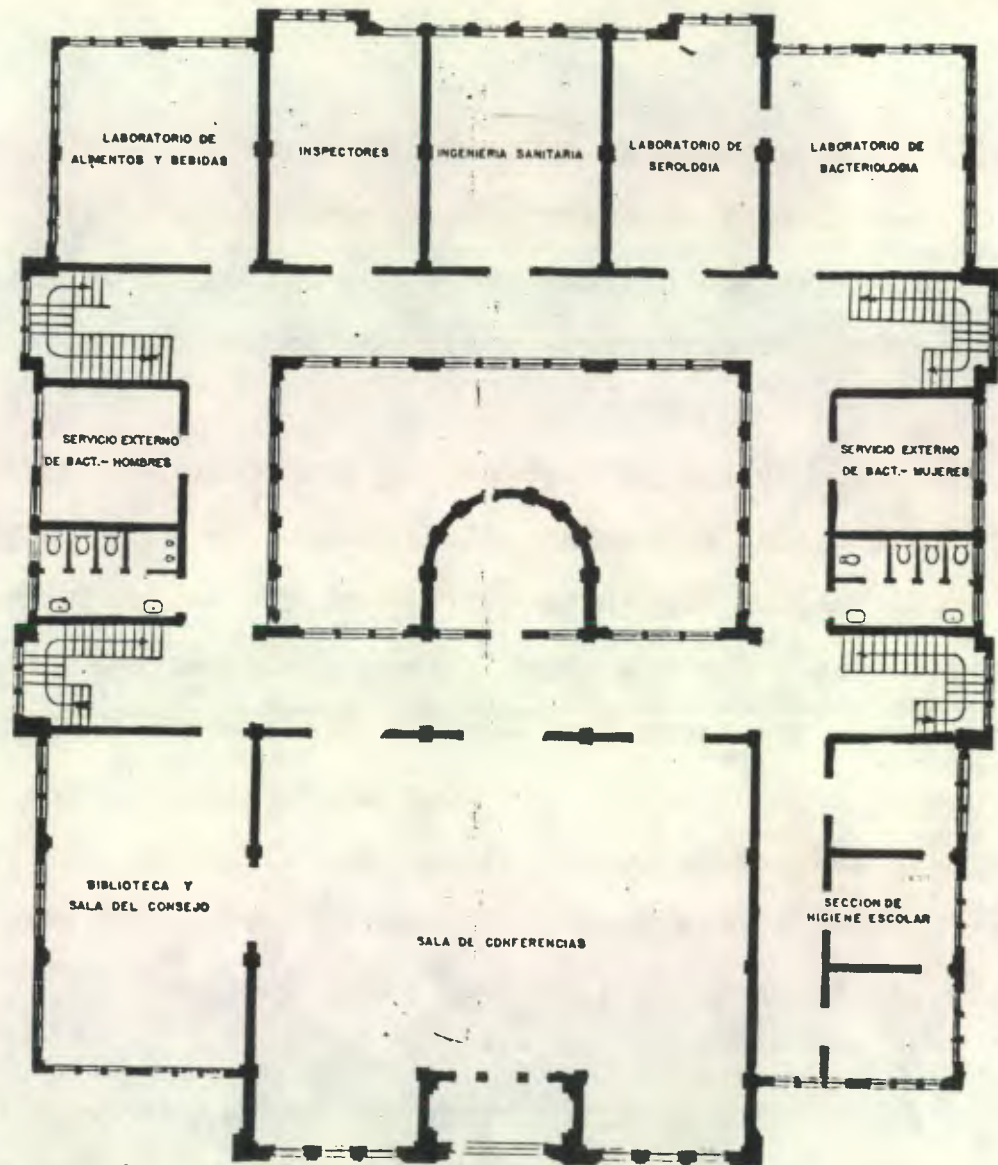 LABORATORIO DE
ALIMENTOS Y BEBIDAS
INSPECTORES
INGENIERIA SANITARIA
LABORATORIO DE
SEROLOGIA
LABORATORIO DE
BACTERIOLOGIA
SERVICIO EXTERNO
DE BACT.- HOMBRES
SERVICIO EXTERNO
DE BACT.- MUJERES
BIBLIOTECA Y
SALA DEL CONSEJO
SALA DE CONFERENCIAS
SECCION DE
HIGIENE ESCOLAR